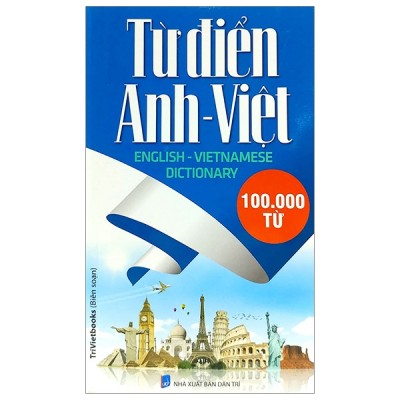 Từ điển
Anh-Việt
ENGLISH - VIETNAMESE
DICTIONARY
100.000
TỪ
TriVietbooks (Biên soạn)
NHÀ XUẤT BẢN DÂN TRÍ